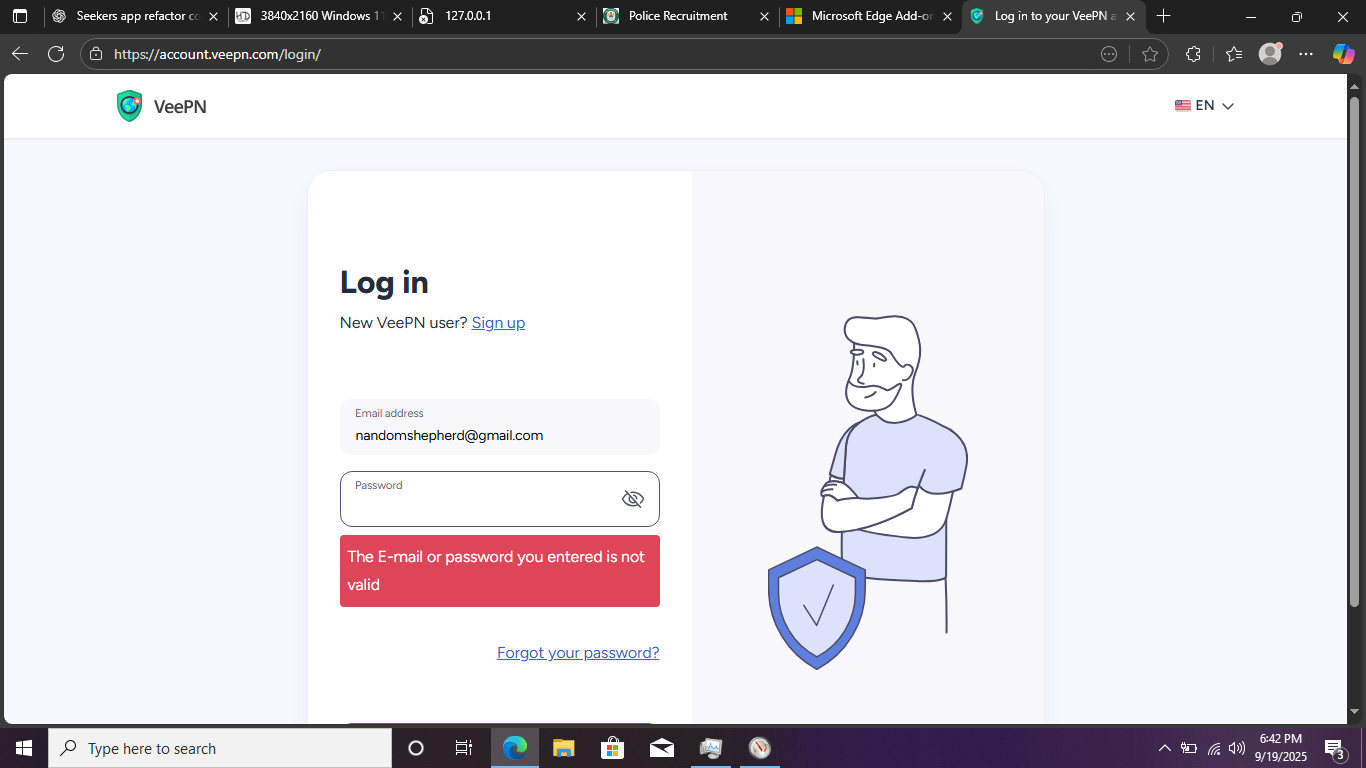 Seekers app refactor co
3840x2160 Windows 11
127.0.0.1
Police Recruitment
Microsoft Edge Add-on
Log in to your VeePN a
https://account.veepn.com/login/
VeePN
EN
Log in
New VeePN user? Sign up
Email address
nandomshepherd@gmail.com
Password
The E-mail or password you entered is not
valid
Forgot your password?
Type here to search
6:42 PM
9/19/2025
3